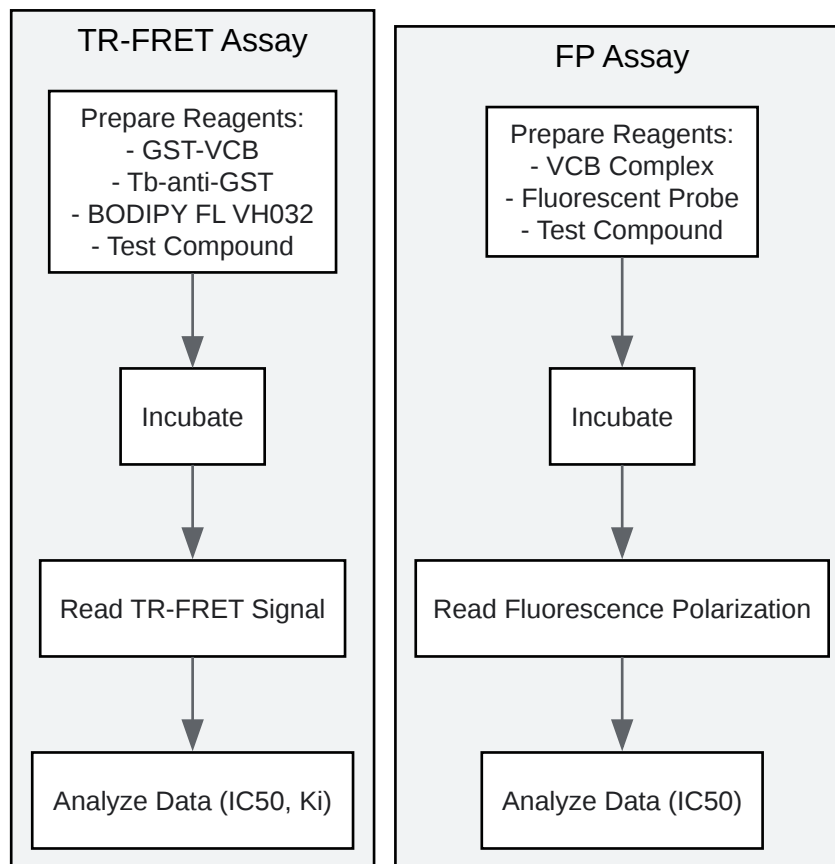 TR-FRET Assay
Prepare Reagents:
- GST-VCB
- Tb-anti-GST
- BODIPY FL VH032
- Test Compound
Incubate
Read TR-FRET Signal
Analyze Data (IC50, Ki)
FP Assay
Prepare Reagents:
- VCB Complex
- Fluorescent Probe
- Test Compound
Incubate
Read Fluorescence Polarization
Analyze Data (IC50)